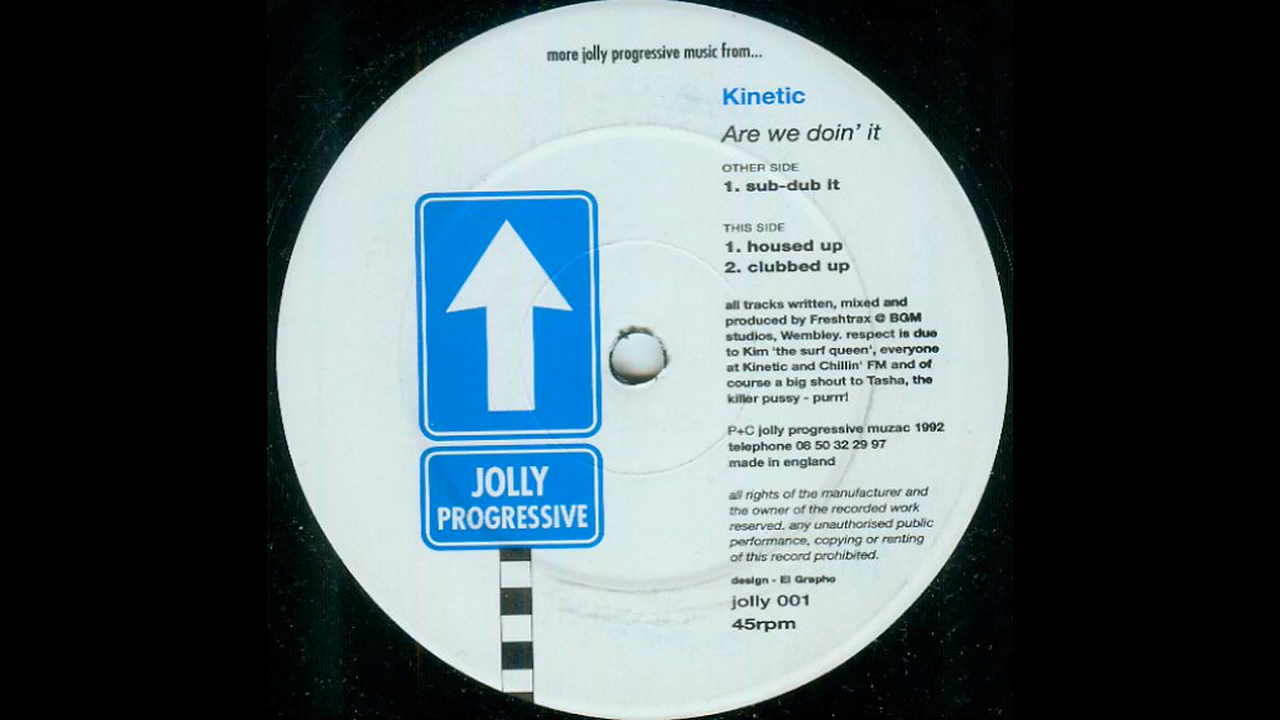 more jolly progressive music from...
Kinetic
Are we doin' it
OTHER SIDE
1. sub-dub it
THIS SIDE
1. housed up
2. clubbed up
all tracks written, mixed and
produced by Freshtrax @ BGM
studios, Wembley. respect is due
to Kim 'the surf queen', everyone
at Kinetic and Chillin' FM and of
course a big shout to Tasha, the
killer pussy - purrr!
P+C jolly progressive muzac 1992
telephone 08 50 32 29 97
made in england
all rights of the manufacturer and
the owner of the recorded work
reserved. any unauthorised public
performance, copying or renting
of this record prohibited.
design - El Grapho
jolly 001
45rpm
JOLLY
PROGRESSIVE